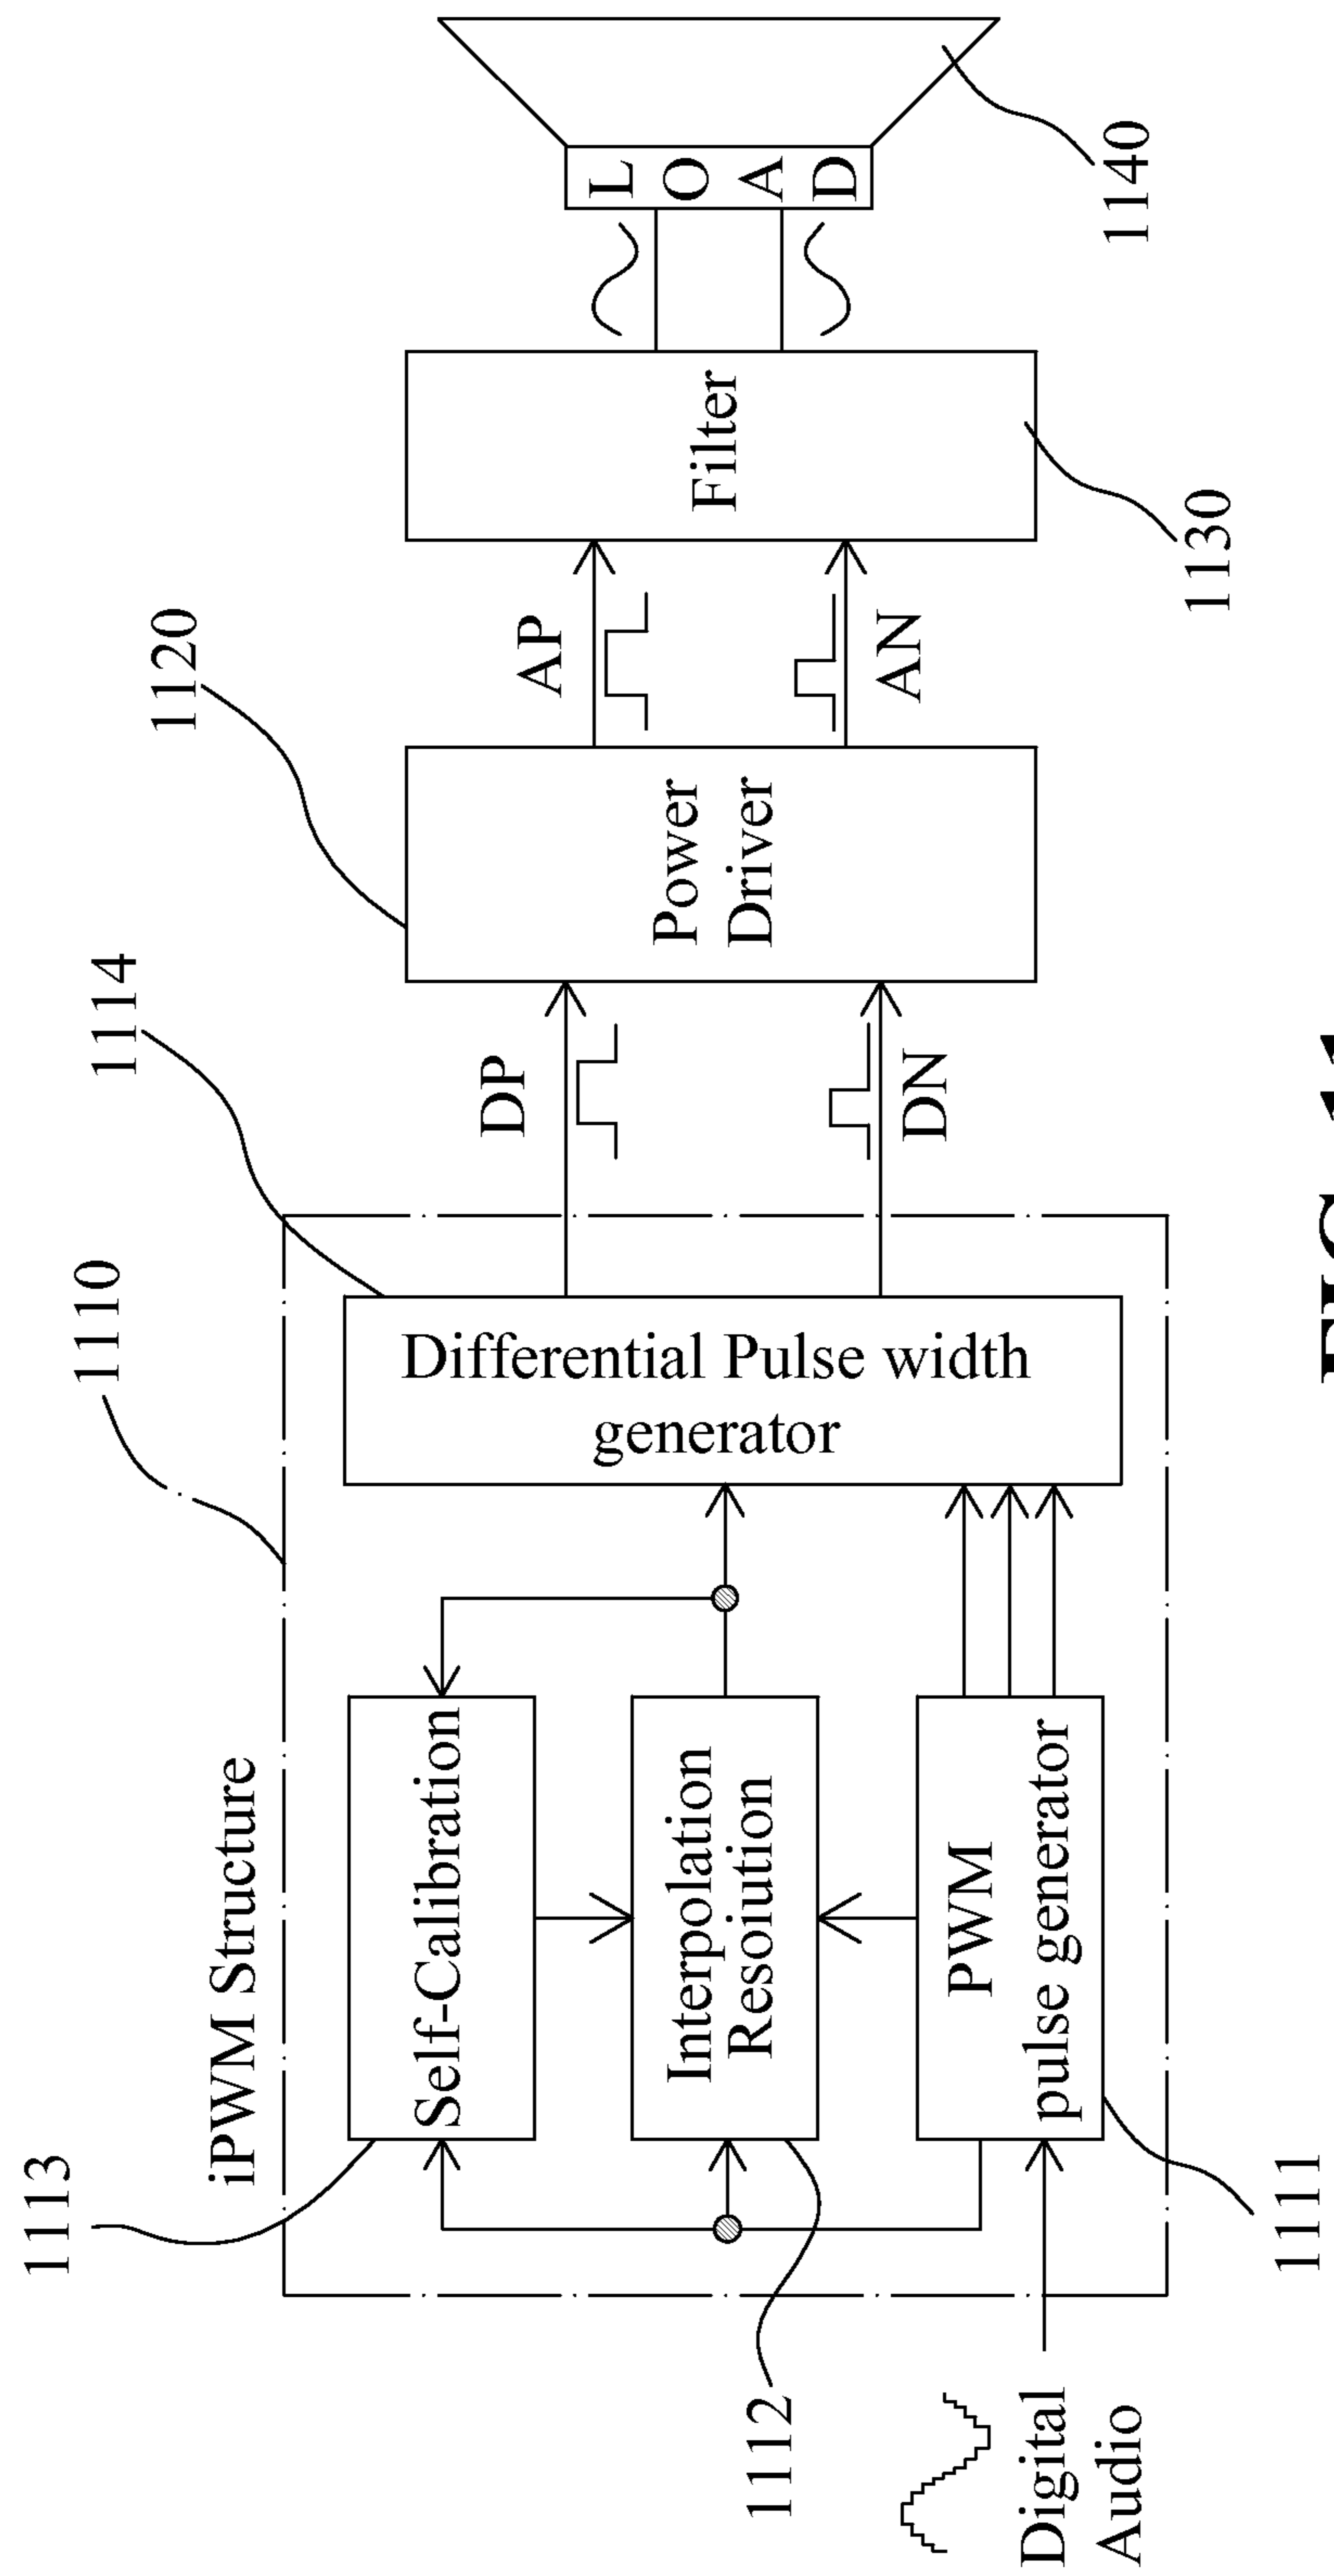 iPWM Structure
1110
1113
Self-Calibration
1114
Interpolation
Resoiution
1112
PWM
pulse generator
1111
Digital
Audio
Differential Pulse width
generator
DP
DN
1120
Power
Driver
AP
AN
Filter
1130
L
O
A
D
1140